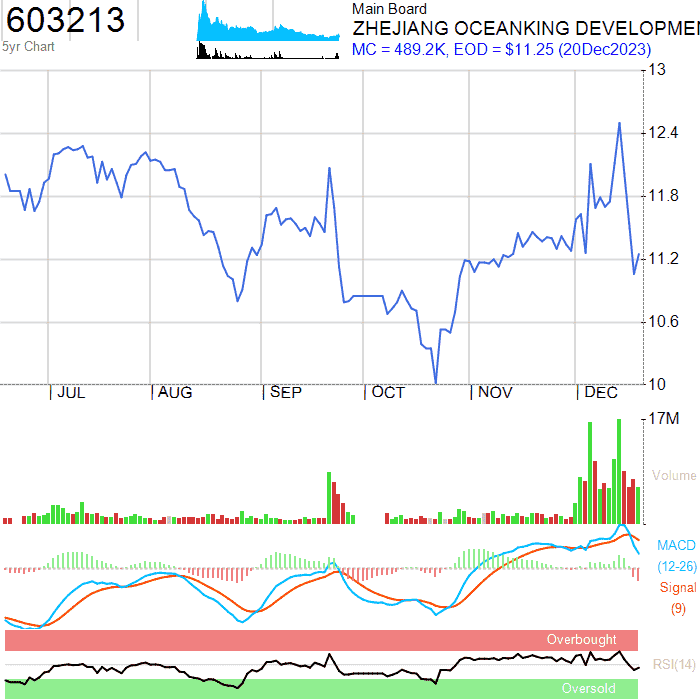 603213
5yr Chart
Main Board
ZHEJIANG OCEANKING DEVELOPME
MC = 489.2K, EOD = $11.25 (20Dec2023)
13
12.4
11.8
11.2
10.6
10
JUL AUG SEP OCT NOV DEC
17M
Volume
MACD
(12-26)
Signal
(9)
Overbought
RSI(14)
Oversold